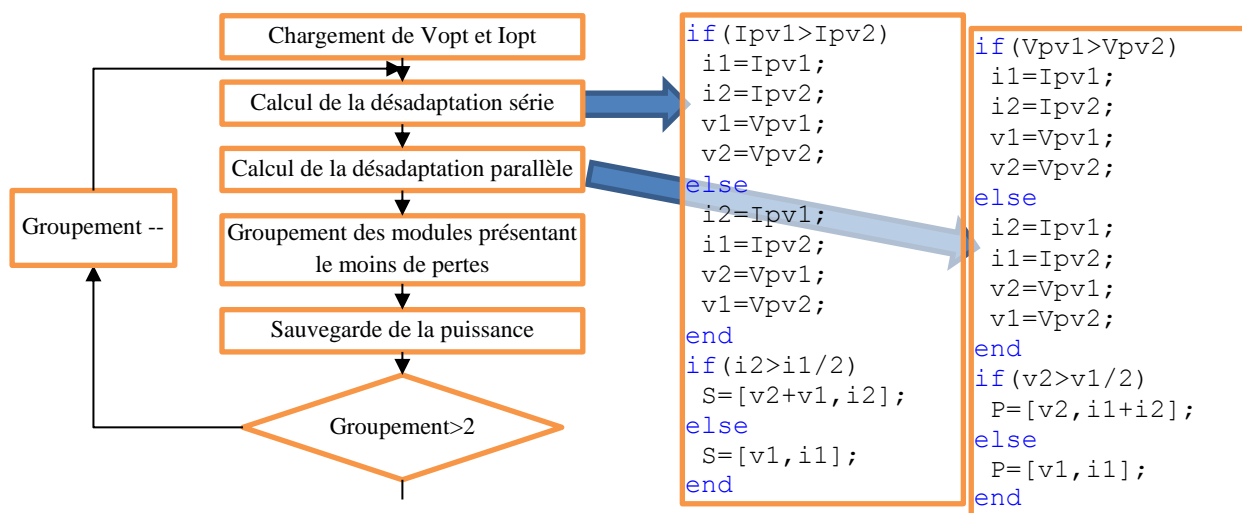 Chargement de Vopt et Iopt
Calcul de la désadaptation série
Calcul de la désadaptation parallèle
Groupement des modules présentant
le moins de pertes
Sauvegarde de la puissance
Groupement>2
Groupement --
if(Ipv1>Ipv2)
i1=Ipv1;
i2=Ipv2;
v1=Vpv1;
v2=Vpv2;
else
i2=Ipv1;
i1=Ipv2;
v2=Vpv1;
v1=Vpv2;
end
if(i2>i1/2)
S=[v2+v1,i2];
else
S=[v1,i1];
end
if(Vpv1>Vpv2)
i1=Ipv1;
i2=Ipv2;
v1=Vpv1;
v2=Vpv2;
else
i2=Ipv1;
i1=Ipv2;
v2=Vpv1;
v1=Vpv2;
end
if(v2>v1/2)
P=[v2,i1+i2];
else
P=[v1,i1];
end